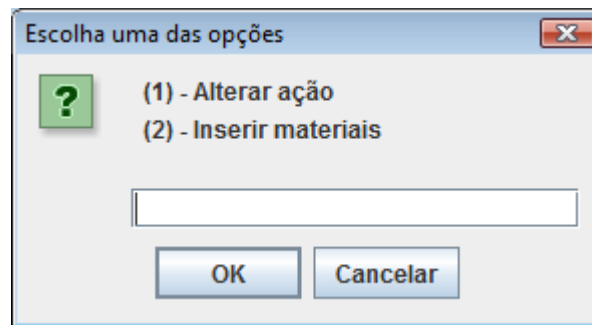 Escolha uma das opções
(1) - Alterar ação
(2) - Inserir materiais
OK
Cancelar